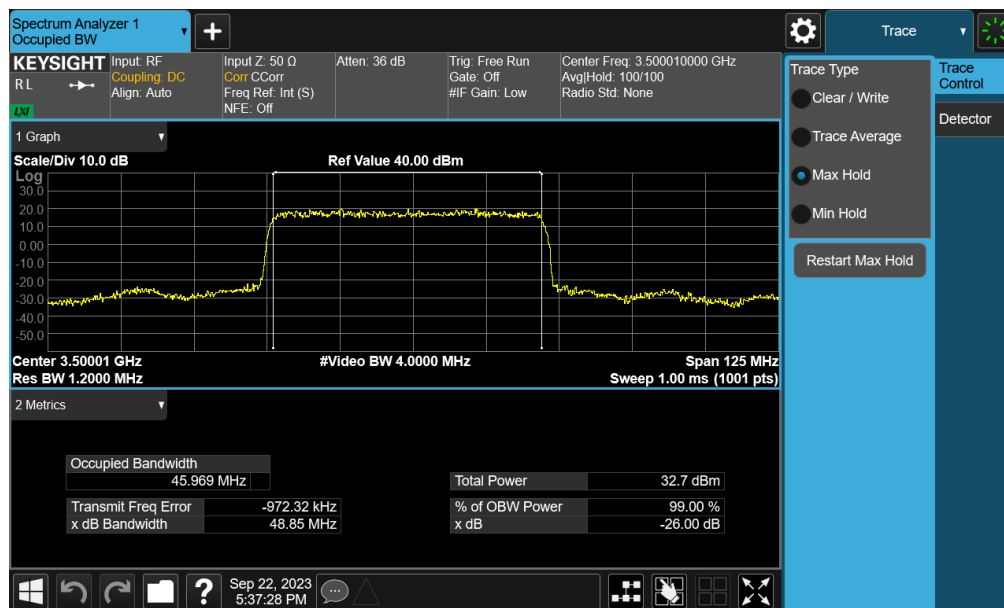 Spectrum Analyzer 1
Occupied BW
Trace
KEYSIGHT
R L
LXI
Input: RF
Coupling: DC
Align: Auto
Input Z: 50 Ω
Corr CCorr
Freq Ref: Int (S)
NFE: Off
Atten: 36 dB
Trig: Free Run
Gate: Off
#IF Gain: Low
Center Freq: 3.500010000 GHz
Avg|Hold: 100/100
Radio Std: None
Trace Type
Clear / Write
Trace Average
Max Hold
Min Hold
Restart Max Hold
Trace
Control
Detector
1 Graph
Scale/Div 10.0 dB
Ref Value 40.00 dBm
Log
30.0
20.0
10.0
0.00
-10.0
-20.0
-30.0
-40.0
-50.0
Center 3.50001 GHz
#Video BW 4.0000 MHz
Span 125 MHz
Res BW 1.2000 MHz
Sweep 1.00 ms (1001 pts)
2 Metrics
Occupied Bandwidth
45.969 MHz
Total Power 32.7 dBm
Transmit Freq Error -972.32 kHz
% of OBW Power 99.00 %
x dB Bandwidth 48.85 MHz
x dB -26.00 dB
?
Sep 22, 2023
5:37:28 PM